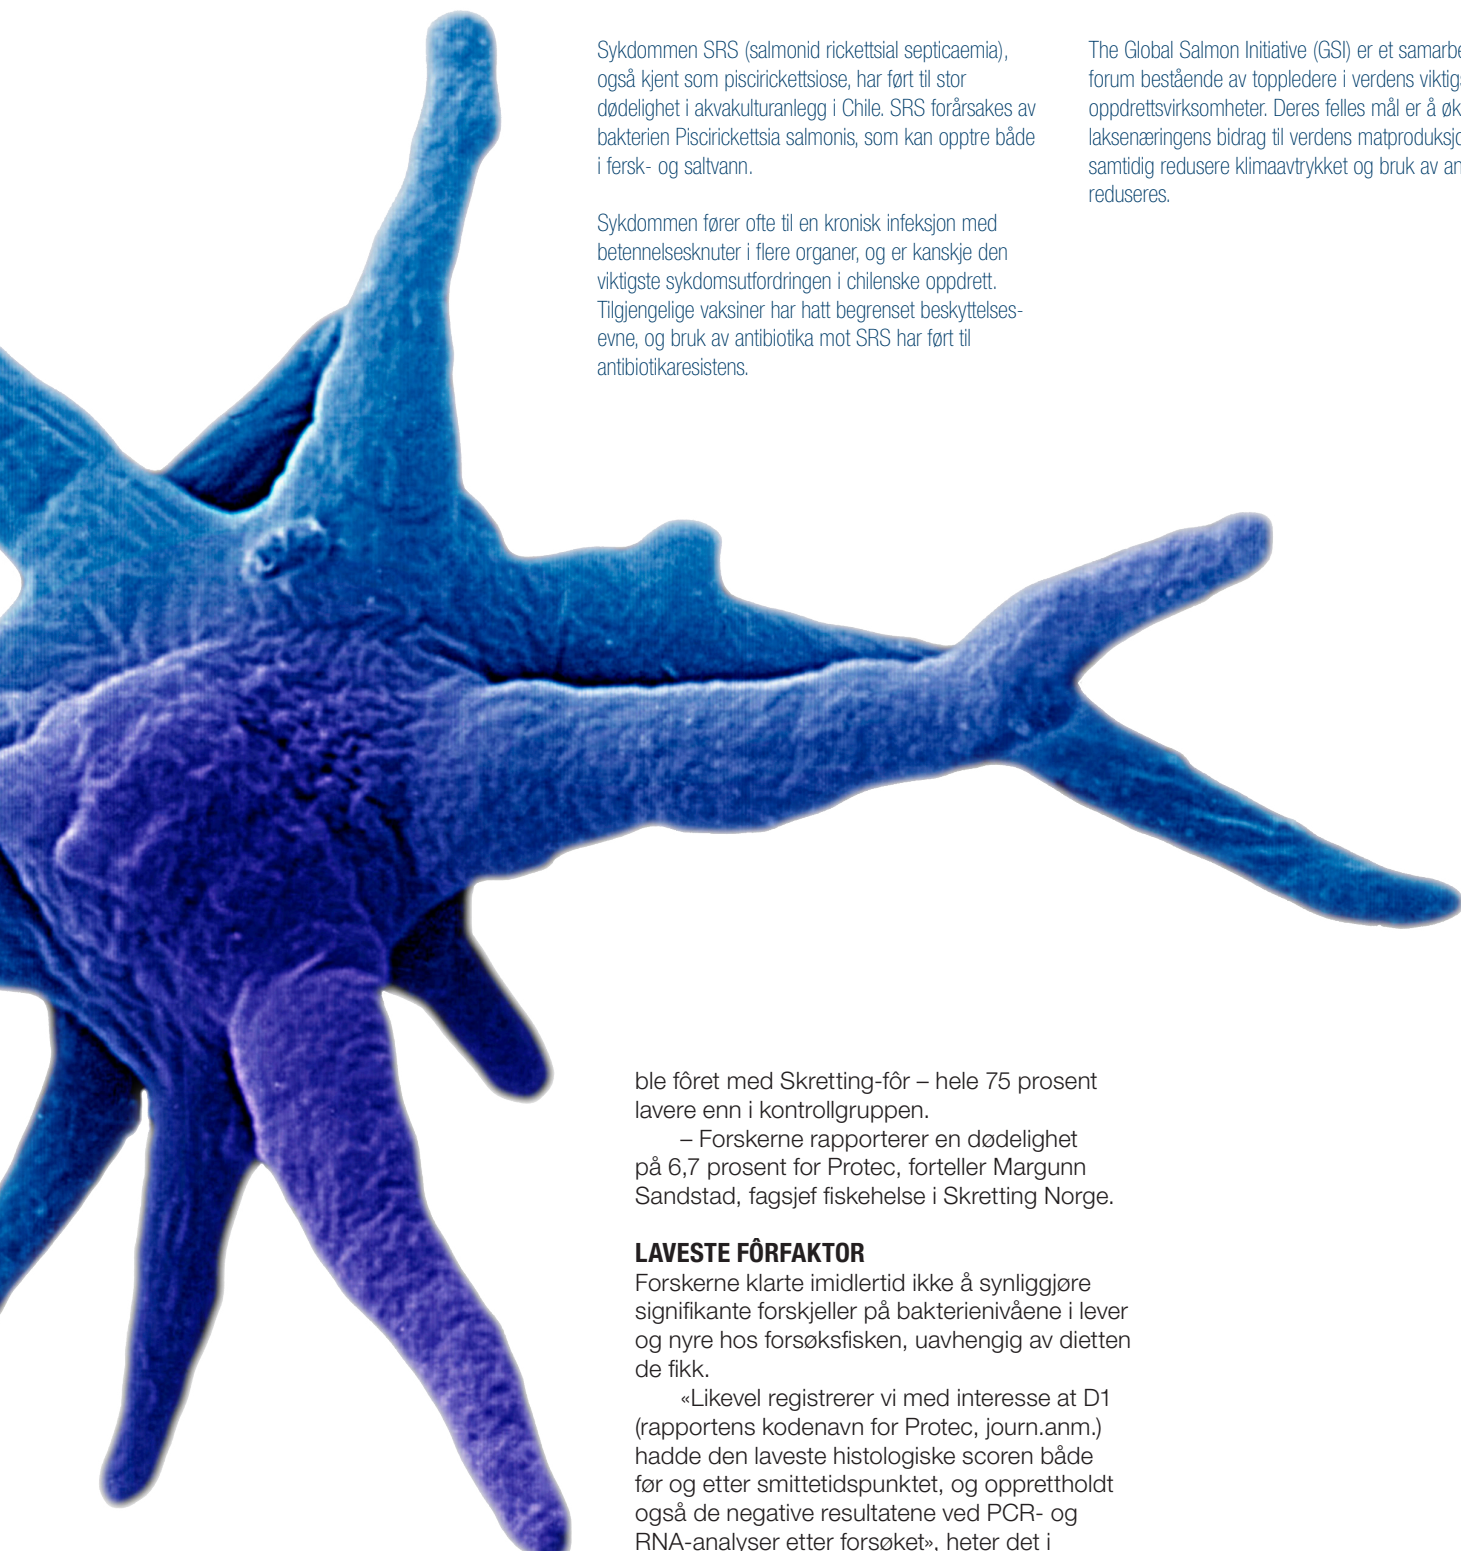 Sykdommen SRS (salmonid rickettsial septicaemia),
også kjent som piscirickettsiose, har ført til stor
dødelighet i akvakulturanlegg i Chile. SRS forårsakes av
bakterien Piscirickettsia salmonis, som kan opptre både
i fersk- og saltvann.
Sykdommen fører ofte til en kronisk infeksjon med
betennelsesknuter i flere organer, og er kanskje den
viktigste sykdomsutfordringen i chilenske oppdrett.
Tilgjengelige vaksiner har hatt begrenset beskyttelses-
evne, og bruk av antibiotika mot SRS har ført til
antibiotikaresistens.
The Global Salmon Initiative (GSI) er et
forum bestående av toppledere i verdens
oppdrettsvirksomheter. Deres felles mål er å
laksenæringens bidrag til verdens
samtidig redusere klimaavtrykket og bruk av
reduseres.
ble fôret med Skretting-fôr – hele 75 prosent
lavere enn i kontrollgruppen.
– Forskerne rapporterer en dødelighet
på 6,7 prosent for Protec, forteller Margunn
Sandstad, fagsjef fiskehelse i Skretting Norge.
LAVESTE FÔRFAKTOR
Forskerne klarte imidlertid ikke å synliggjøre
signifikante forskjeller på bakterienivåene i lever
og nyre hos forsøksfisken, uavhengig av dietten
de fikk.
«Likevel registrerer vi med interesse at D1
(rapportens kodenavn for Protec, journ.anm.)
hadde den laveste histologiske scoren både
før og etter smittetidspunktet, og opprettholdt
også de negative resultatene ved PCR- og
RNA-analyser etter forsøket», heter det i